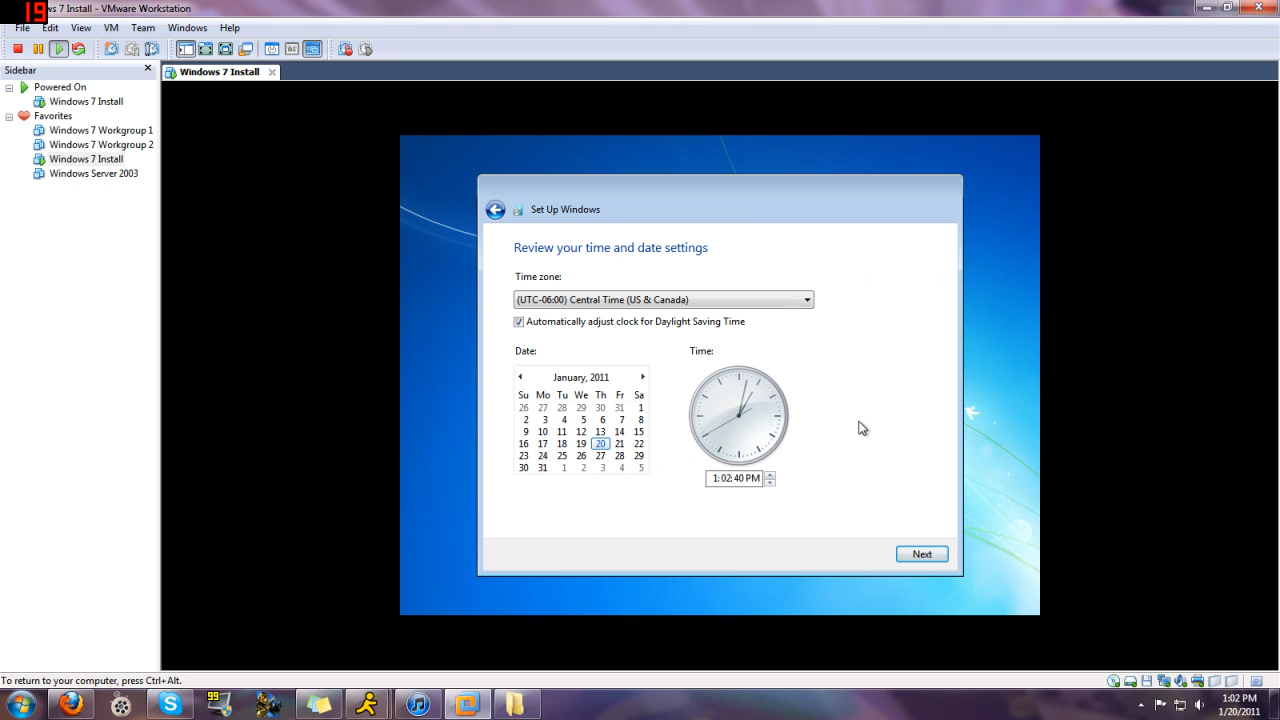 19
ws 7 Install - VMware Workstation
File Edit View VM Team Windows Help
Sidebar
Windows 7 Install
Powered On
Windows 7 Install
Favorites
Windows 7 Workgroup 1
Windows 7 Workgroup 2
Windows 7 Install
Windows Server 2003
Set Up Windows
Review your time and date settings
Time zone:
(UTC-06:00) Central Time (US & Canada)
Automatically adjust clock for Daylight Saving Time
Date: Time:
January, 2011
Su Mo Tu We Th Fr Sa
26 27 28 29 30 31 1
2 3 4 5 6 7 8
9 10 11 12 13 14 15
16 17 18 19 20 21 22
23 24 25 26 27 28 29
30 31 1 2 3 4 5
1:02:40 PM
Next
To return to your computer, press Ctrl+Alt.
99
1:02 PM
1/20/2011